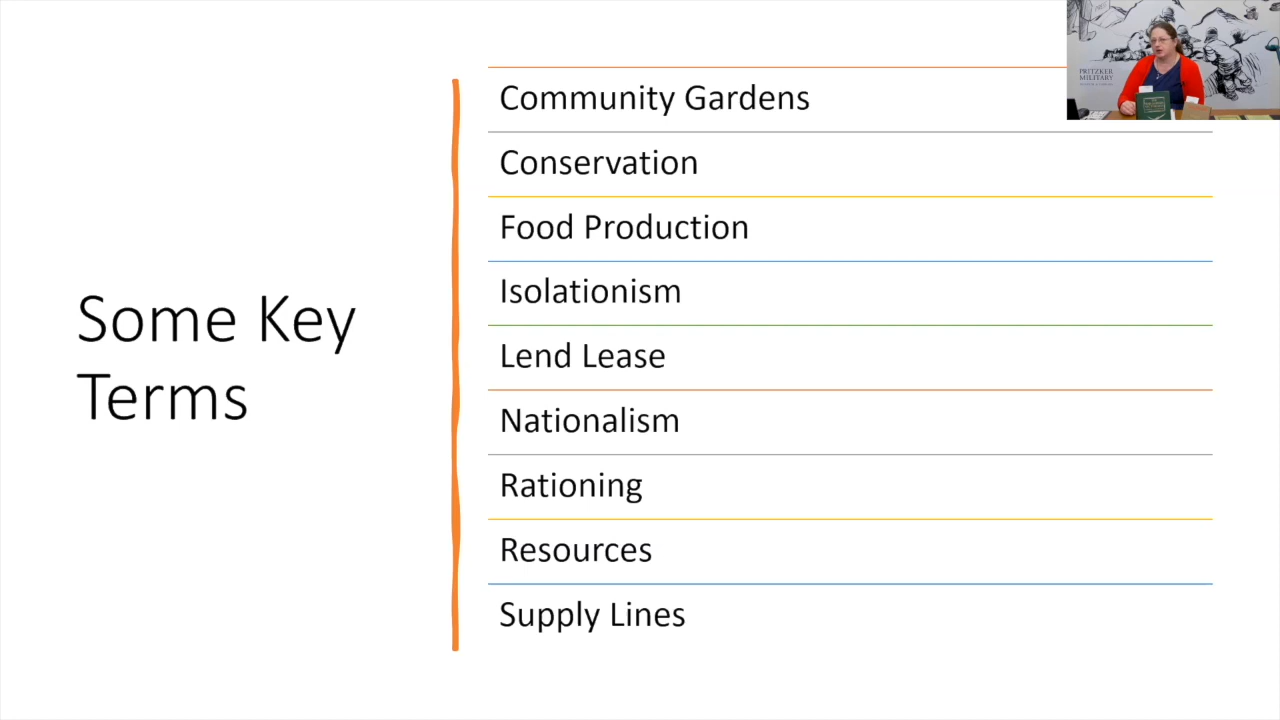 Some Key
Terms
Community Gardens
Conservation
Food Production
Isolationism
Lend Lease
Nationalism
Rationing
Resources
Supply Lines
PRITZKER
MILITARY